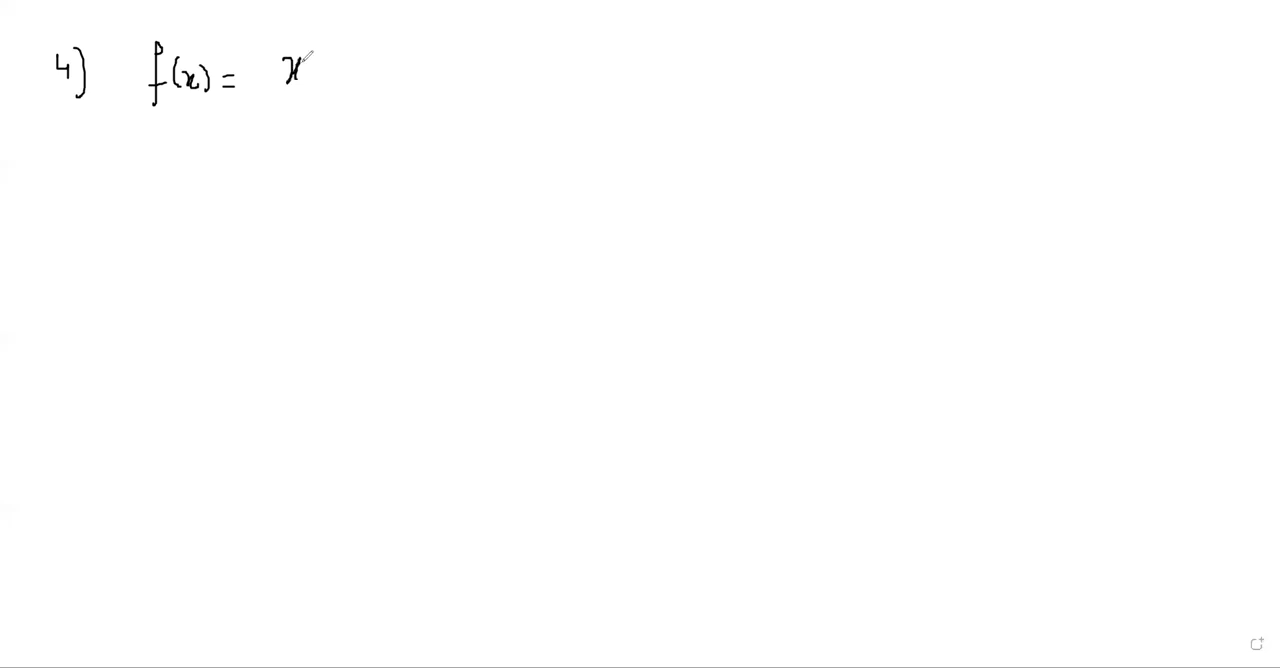 4) f(x) = x